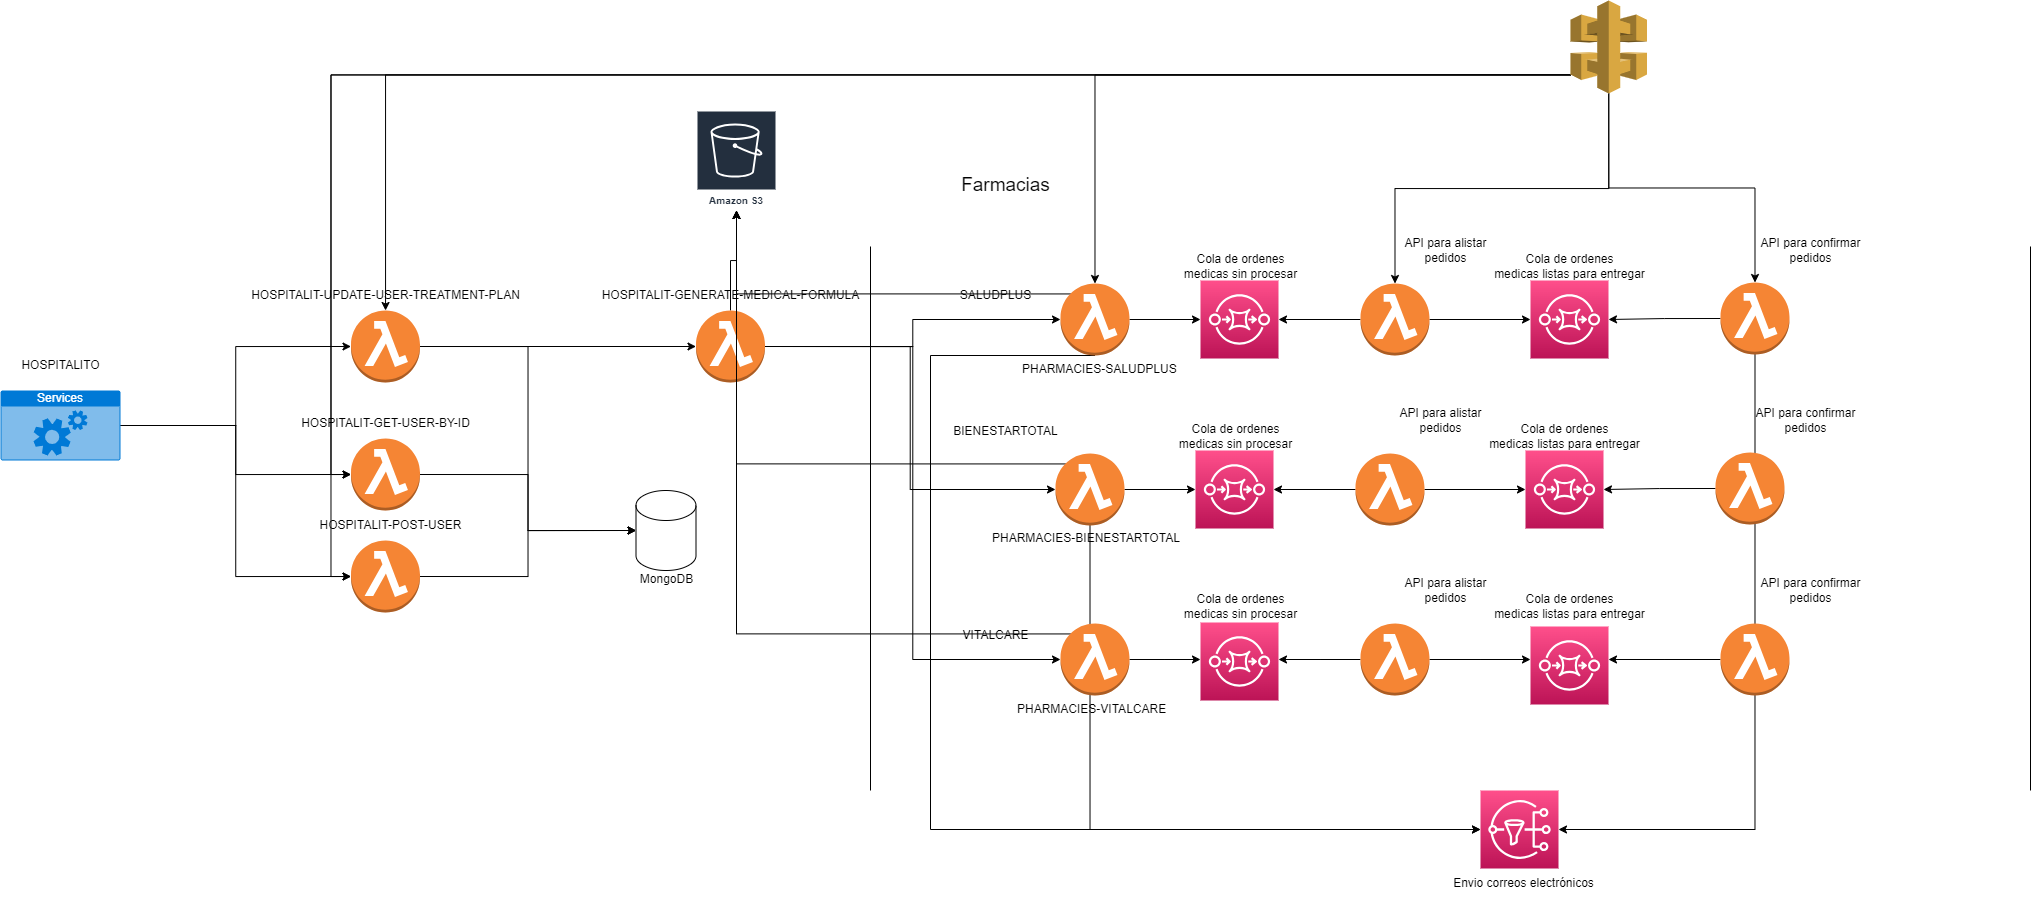 Amazon S3
Farmacias
HOSPITALITO
Services
HOSPITALIT-UPDATE-USER-TREATMENT-PLAN
HOSPITALIT-GET-USER-BY-ID
HOSPITALIT-POST-USER
MongoDB
HOSPITALIT-GENERATE-MEDICAL-FORMULA
SALUDPLUS
PHARMACIES-SALUDPLUS
Cola de ordenes
medicas sin procesar
API para alistar
pedidos
Cola de ordenes
medicas listas para entregar
API para confirmar
pedidos
BIENESTARTOTAL
PHARMACIES-BIENESTARTOTAL
Cola de ordenes
medicas sin procesar
API para alistar
pedidos
Cola de ordenes
medicas listas para entregar
API para confirmar
pedidos
VITALCARE
PHARMACIES-VITALCARE
Cola de ordenes
medicas sin procesar
API para alistar
pedidos
Cola de ordenes
medicas listas para entregar
API para confirmar
pedidos
Envio correos electrónicos